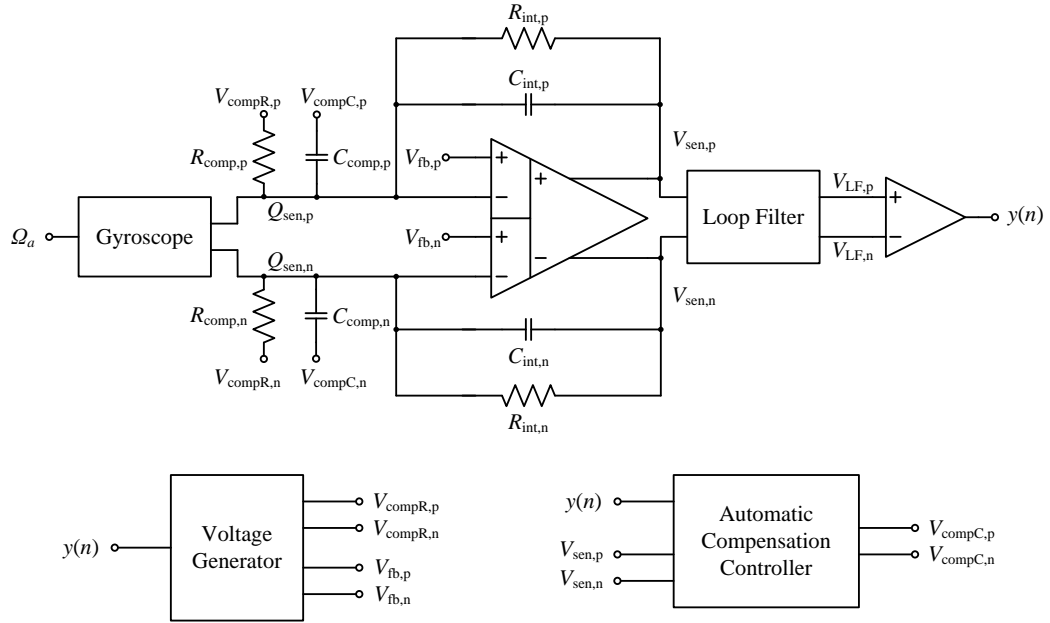 R_int,p
C_int,p
V_compR,p V_compC,p
R_comp,p C_comp,p
V_fb,p + V_sen,p
−
+
Q_sen,p
Ω_a Gyroscope
V_fb,n + −
−
Q_sen,n
Loop Filter
V_LF,p +
V_LF,n −
y(n)
V_sen,n
R_comp,n C_comp,n
V_compR,n V_compC,n
C_int,n
R_int,n
y(n)
Voltage
Generator
V_compR,p
V_compR,n
V_fb,p
V_fb,n
y(n)
V_sen,p
V_sen,n
Automatic
Compensation
Controller
V_compC,p
V_compC,n